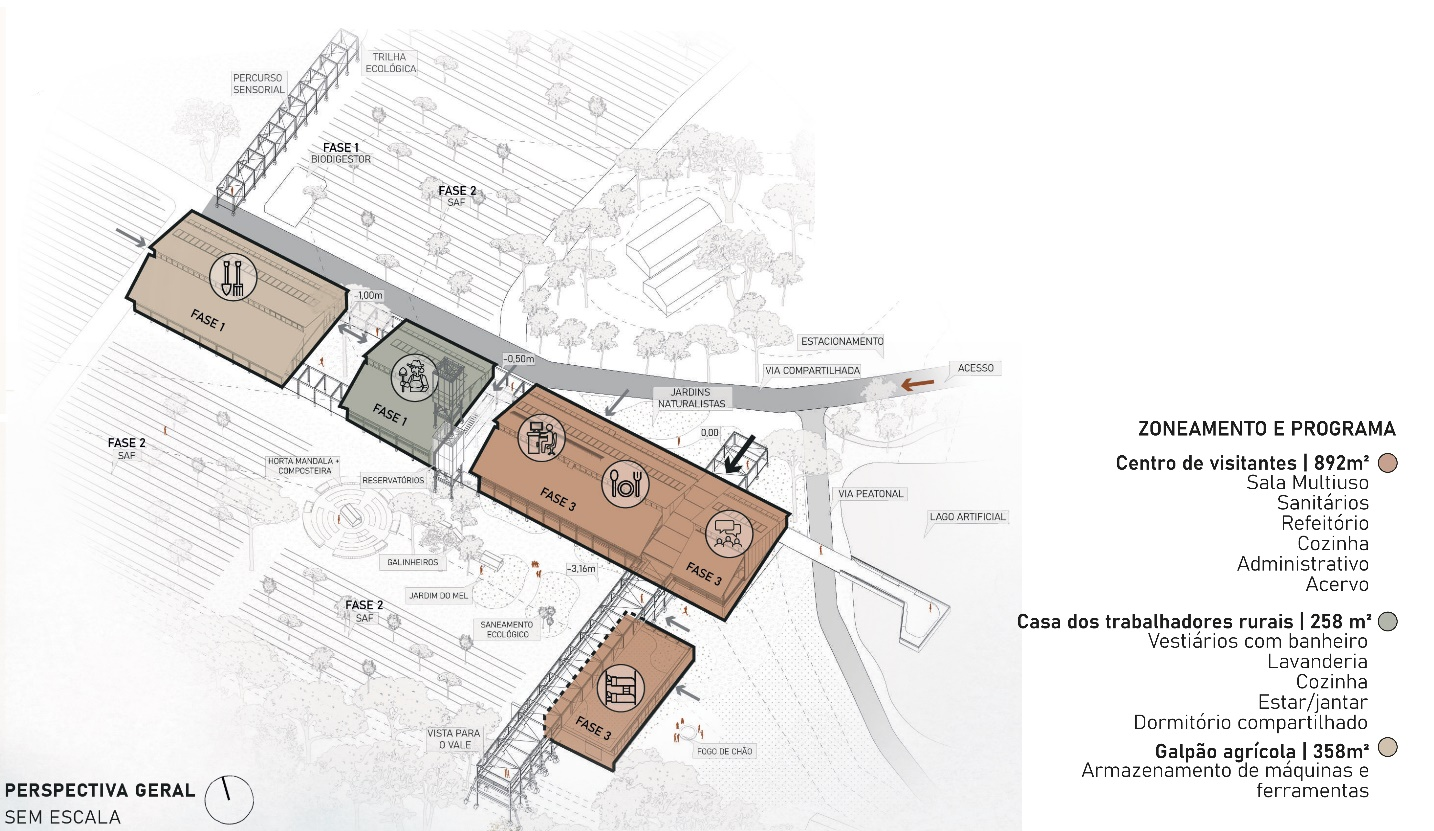 TRILHA
ECOLÓGICA
PERCURSO
SENSORIAL
FASE 1
BIODIGESTOR
FASE 2
SAF
-1,00m
FASE 1
FASE 1
-0,50m
ESTACIONAMENTO
VIA COMPARTILHADA
ACESSO
JARDINS
NATURALISTAS
0,00
FASE 2
SAF
HORTA MANDALA +
COMPOSTEIRA
RESERVATÓRIOS
FASE 3
VIA PEATONAL
LAGO ARTIFICIAL
GALINHEIROS
-3,16m
FASE 3
JARDIM DO MEL
FASE 2
SAF
SANEAMENTO
ECOLÓGICO
FASE 3
VISTA PARA
O VALE
FOGO DE CHÃO
PERSPECTIVA GERAL
SEM ESCALA
ZONEAMENTO E PROGRAMA
Centro de visitantes | 892m²
Sala Multiuso
Sanitários
Refeitório
Cozinha
Administrativo
Acervo
Casa dos trabalhadores rurais | 258 m²
Vestiários com banheiro
Lavanderia
Cozinha
Estar/jantar
Dormitório compartilhado
Galpão agrícola | 358m²
Armazenamento de máquinas e
ferramentas